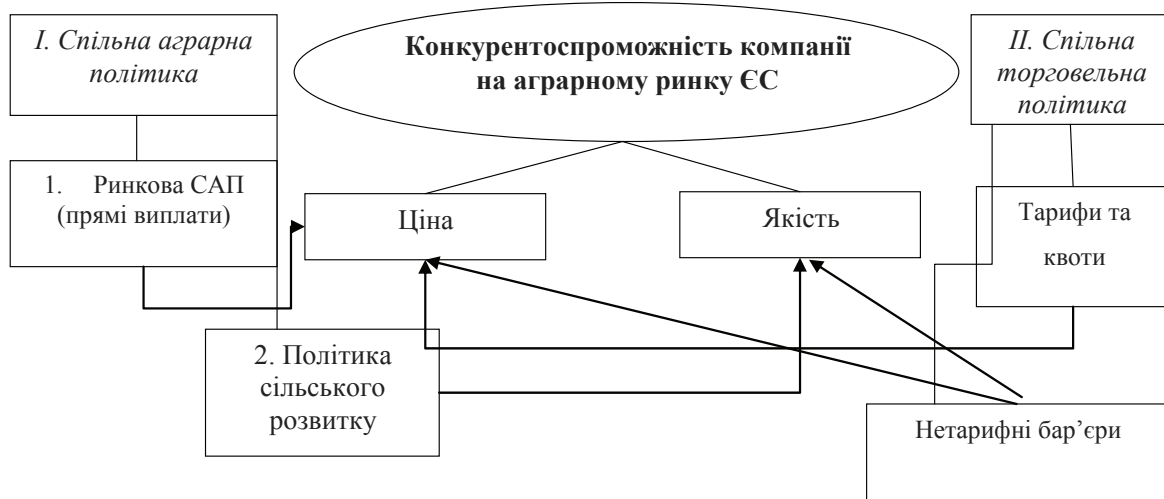 I. Спільна аграрна
політика
Конкурентоспроможність компанії
на аграрному ринку ЄС
II. Спільна
торговельна
політика
1. Ринкова САП
(прямі виплати)
Ціна
Якість
Тарифи та
квоти
2. Політика
сільського
розвитку
Нетарифні бар’єри